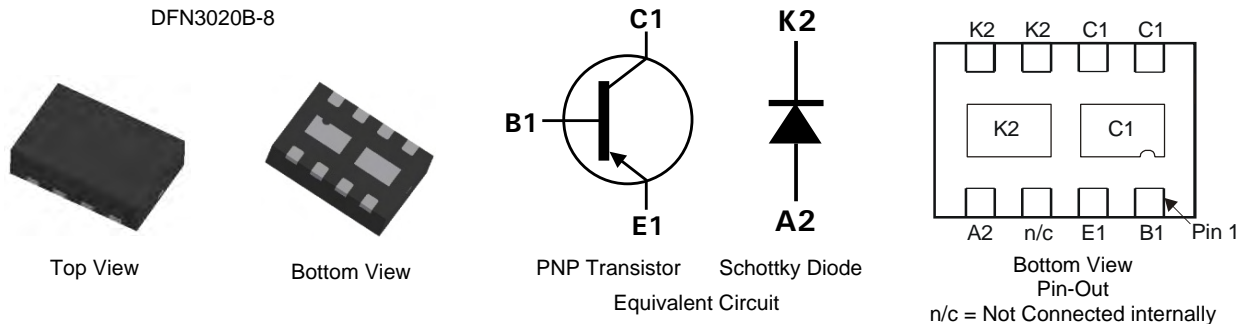 DFN3020B-8
Top View
Bottom View
C1
B1
E1
PNP Transistor
K2
A2
Schottky Diode
Equivalent Circuit
K2 K2 C1 C1
K2 C1
A2 n/c E1 B1 Pin 1
Bottom View
Pin-Out
n/c = Not Connected internally